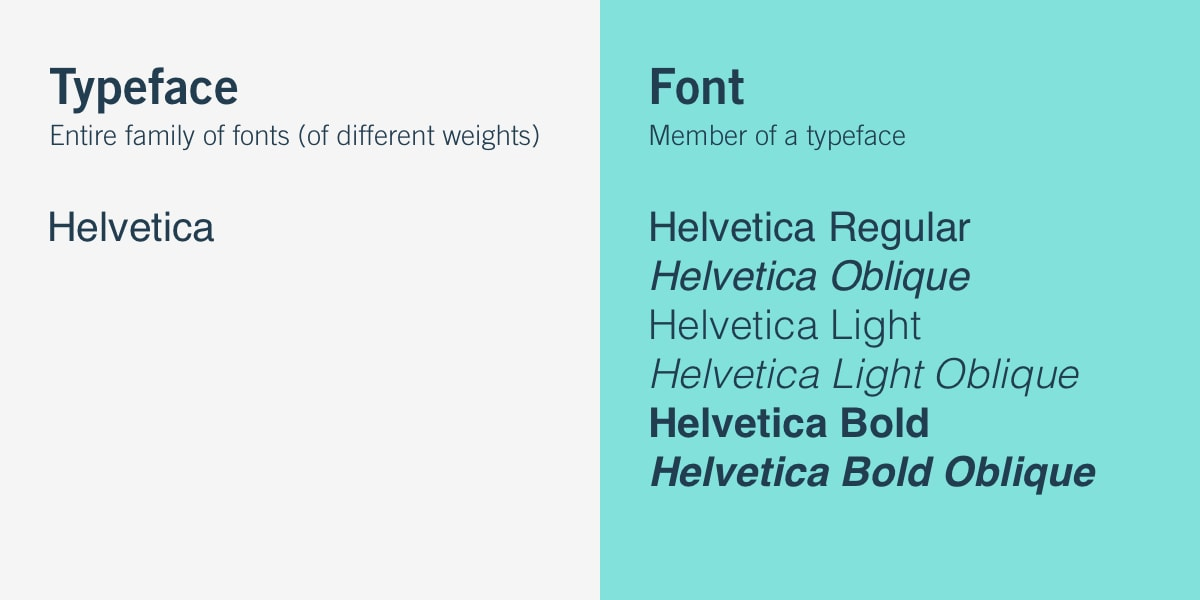 Typeface
Entire family of fonts (of different weights)
Helvetica
Font
Member of a typeface
Helvetica Regular
Helvetica Oblique
Helvetica Light
Helvetica Light Oblique
Helvetica Bold
Helvetica Bold Oblique